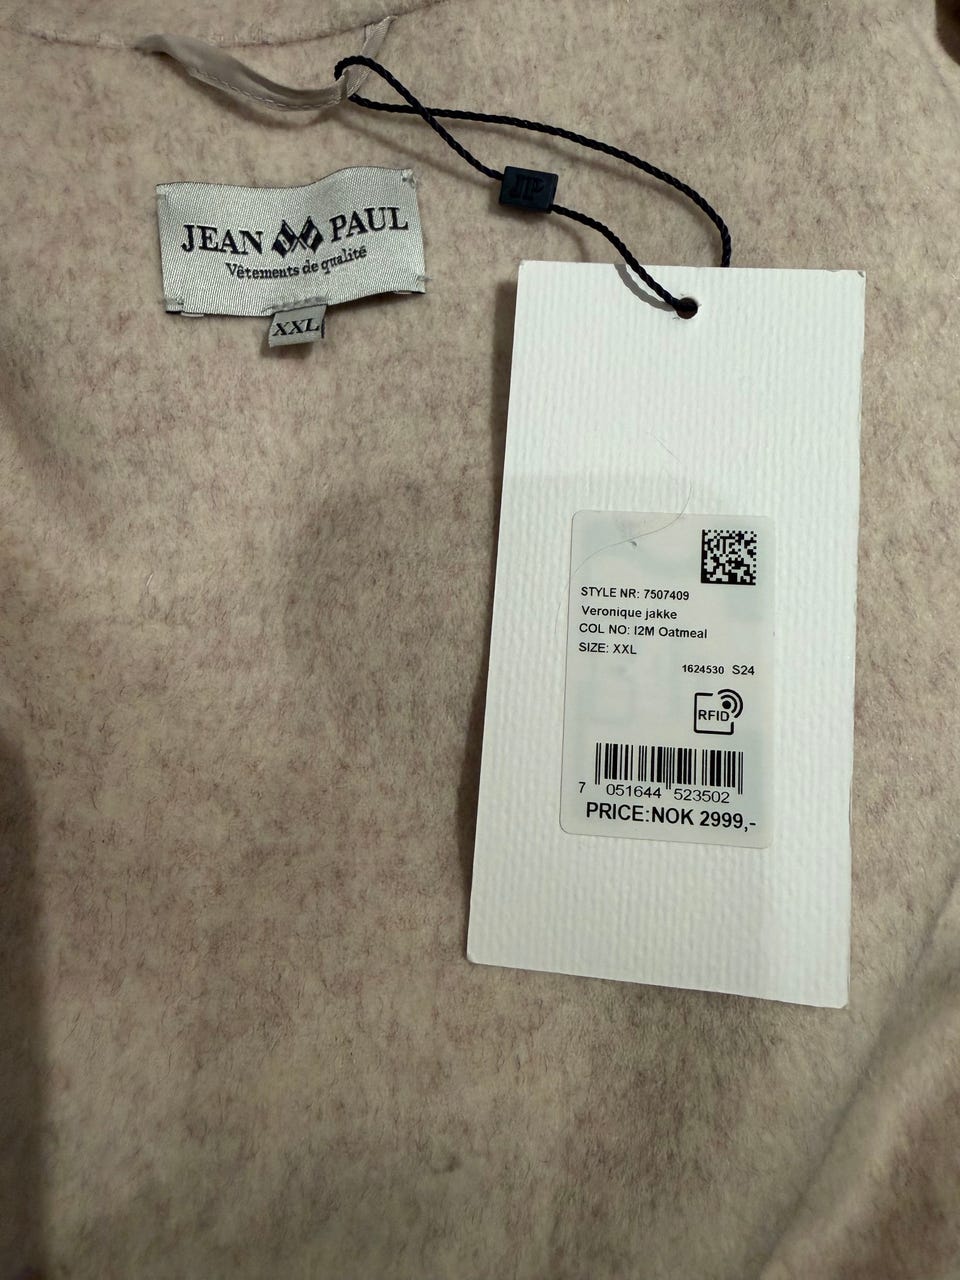 JEAN PAUL
Vêtements de qualité
XXL
JP
STYLE NR: 7507409
Veronique jakke
COL NO: I2M Oatmeal
SIZE: XXL
1624530 S24
RFID
7 051644 523502
PRICE:NOK 2999,-